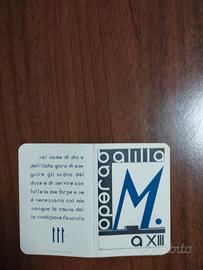 nel nome di dio e
dell'italia giuro di ese-
guire gli ordini del
duce e di servire con
tutte le mie forze e se
è necessario col mio
sangue la causa del-
la rivoluzione fascista
opera
balilla
M.
a XIII
subito